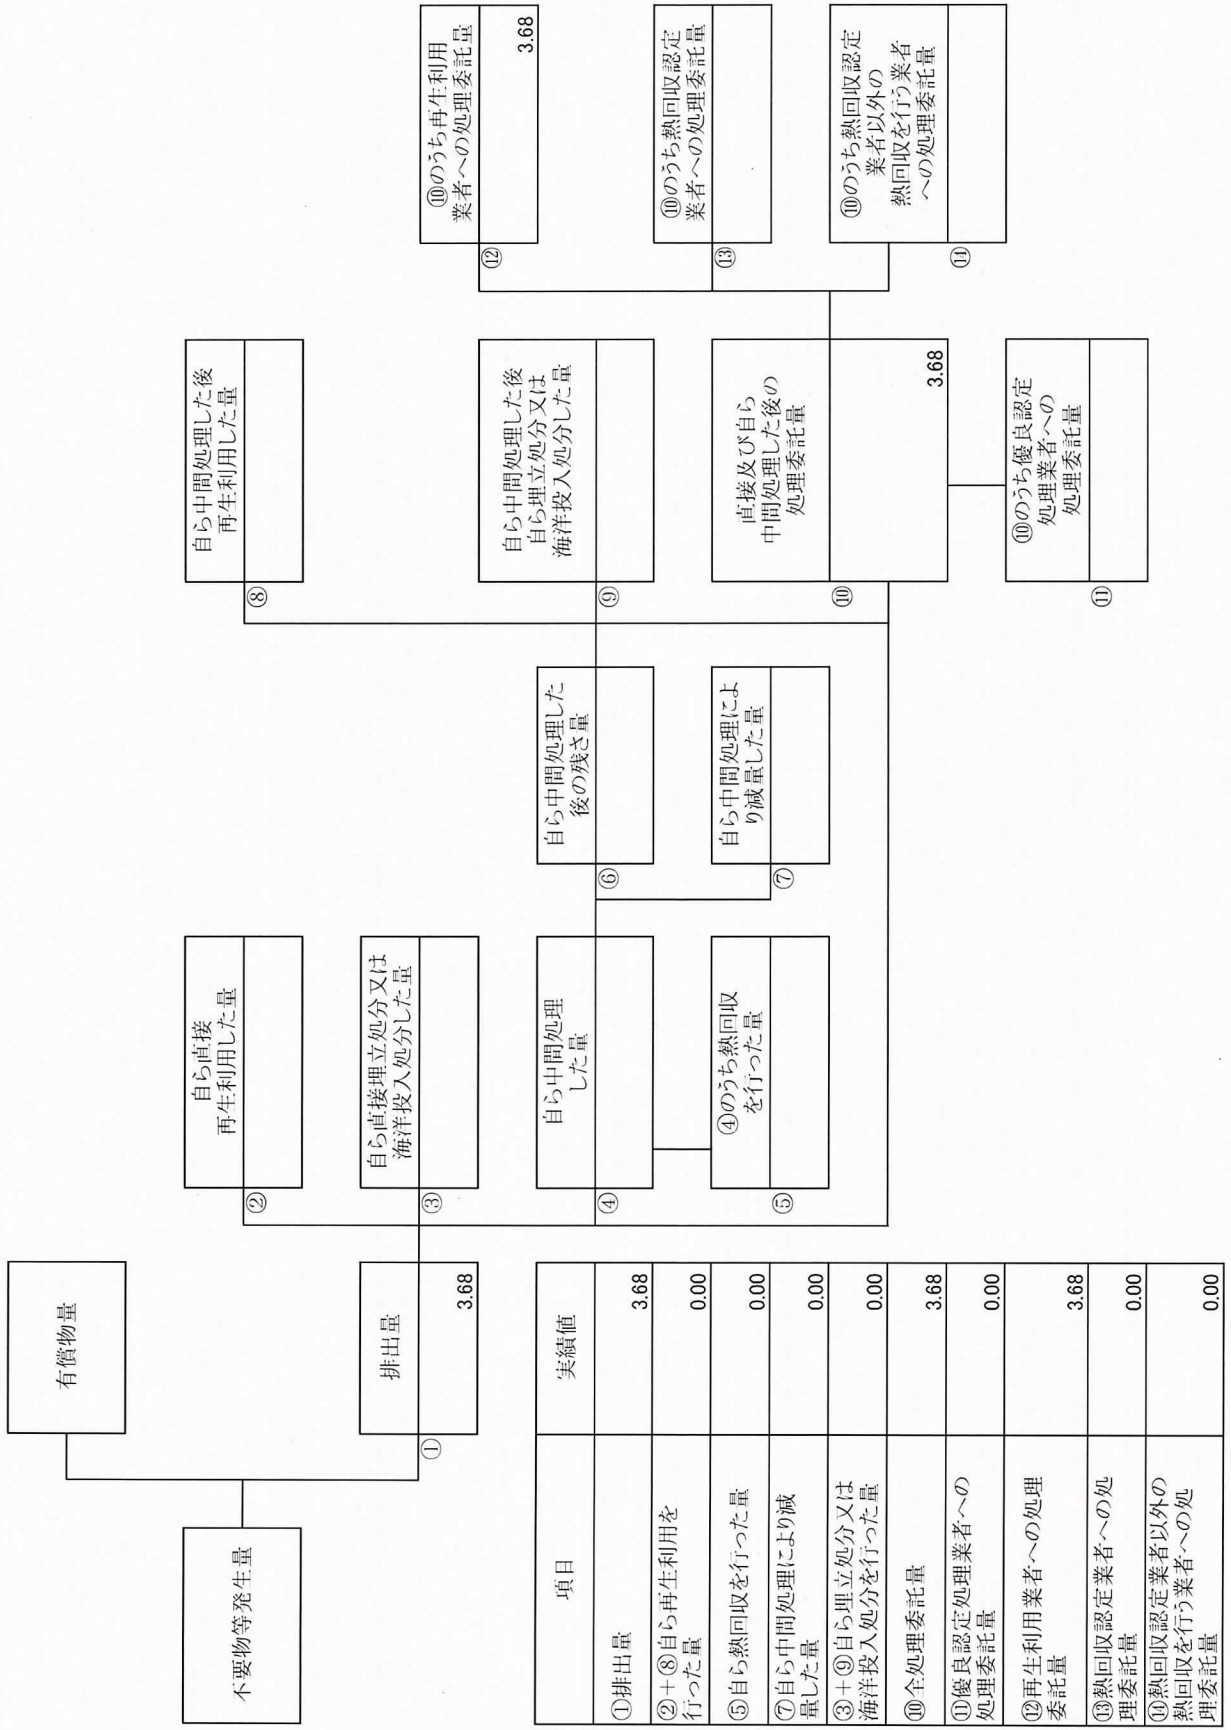 不要物等発生量
有償物量
排出量
①
3.68
自ら直接
再生利用した量
②
自ら直接埋立処分又は
海洋投入処分した量
③
自ら中間処理
した量
④
④のうち熱回収
を行った量
⑤
自ら中間処理した
後の残さ量
⑥
自ら中間処理によ
り減量した量
⑦
自ら中間処理した後
再生利用した量
⑧
自ら中間処理した後
自ら埋立処分又は
海洋投入処分した量
⑨
直接及び自ら
中間処理した後の
処理委託量
⑩
3.68
⑩のうち優良認定
処理業者への
処理委託量
⑪
⑩のうち再生利用
業者への処理委託量
⑫
3.68
⑩のうち熱回収認定
業者への処理委託量
⑬
⑩のうち熱回収認定
業者以外の
熱回収を行う業者
への処理委託量
⑭
項目
実績値
①排出量
3.68
②+⑧自ら再生利用を
行った量
0.00
⑤自ら熱回収を行った量
0.00
⑦自ら中間処理により減
量した量
0.00
③+⑨自ら埋立処分又は
海洋投入処分を行った量
0.00
⑩全処理委託量
3.68
⑪優良認定処理業者への
処理委託量
0.00
⑫再生利用業者への処理
委託量
3.68
⑬熱回収認定業者への処
理委託量
0.00
⑭熱回収認定業者以外の
熱回収を行う業者への処
理委託量
0.00